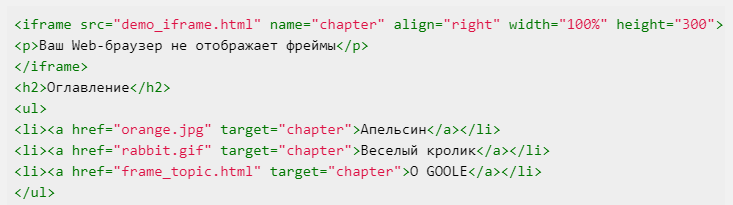 <iframe src="demo_iframe.html" name="chapter" align="right" width="100%" height="300">
<p>Ваш Web-браузер не отображает фреймы</p>
</iframe>
<h2>Оглавление</h2>
<ul>
<li><a href="orange.jpg" target="chapter">Апельсин</a></li>
<li><a href="rabbit.gif" target="chapter">Веселый кролик</a></li>
<li><a href="frame_topic.html" target="chapter">О GOOLE</a></li>
</ul>